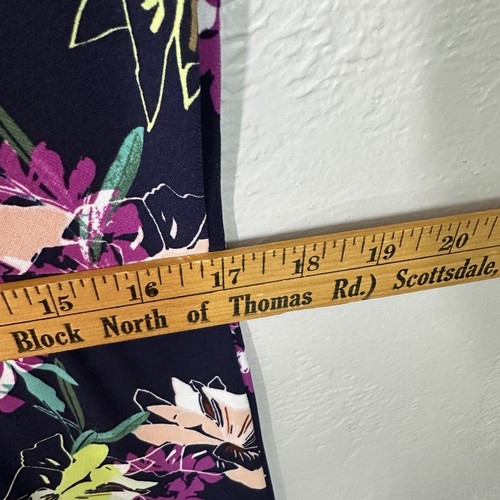 15 16 17 18 19 20
Block North of Thomas Rd.) Scottsdale,